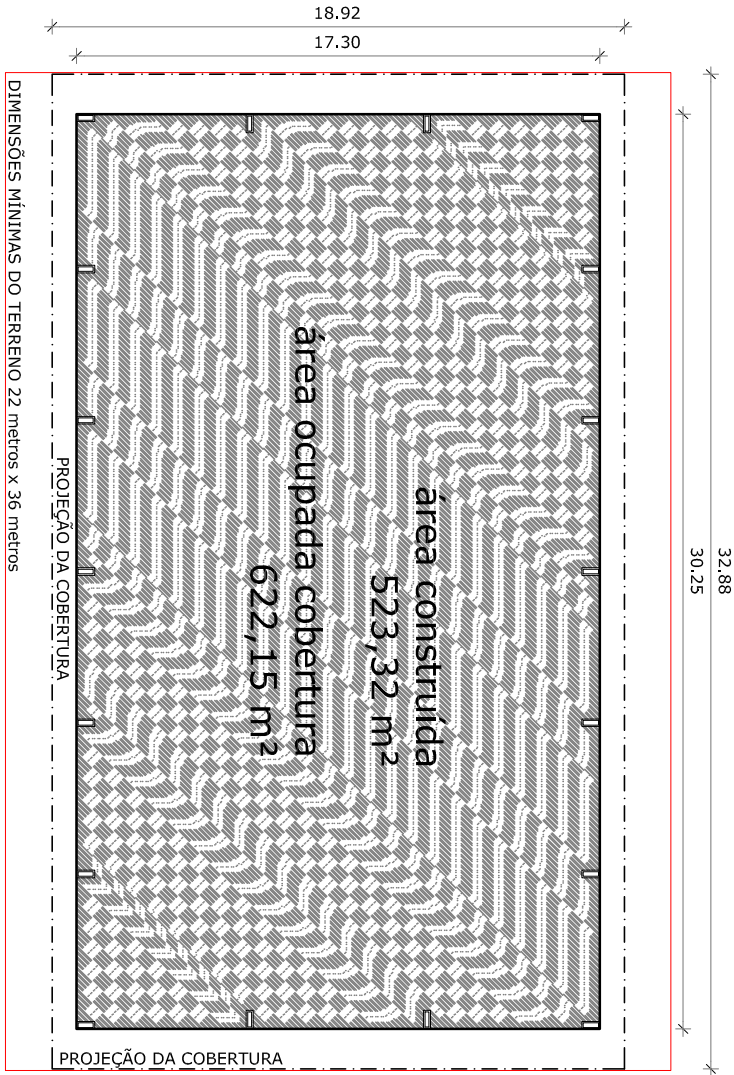 18.92
17.30
DIMENSÕES MÍNIMAS DO TERRENO 22 metros x 36 metros
PROJEÇÃO DA COBERTURA
área construída
523,32 m²
área ocupada cobertura
622,15 m²
32.88
30.25
PROJEÇÃO DA COBERTURA